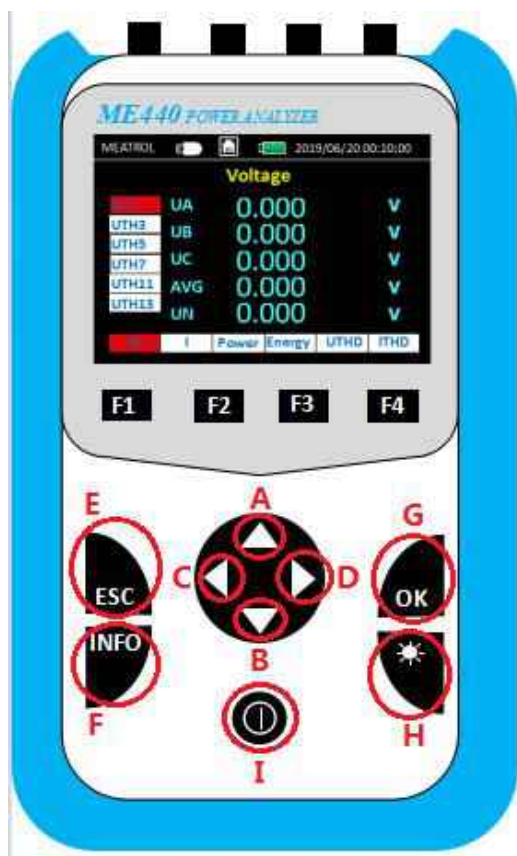 ME440 POWER ANALYZER
MEATROL 2019/06/20 00:10:00
Voltage
UA 0.000 V
UTH3
UB 0.000 V
UTH5
UTH7
UC 0.000 V
UTH11
AVG 0.000 V
UTH13
UN 0.000 V
I Power Energy UTHD ITHD
F1 F2 F3 F4
E A G
C D
ESC OK
INFO
B
F H
I